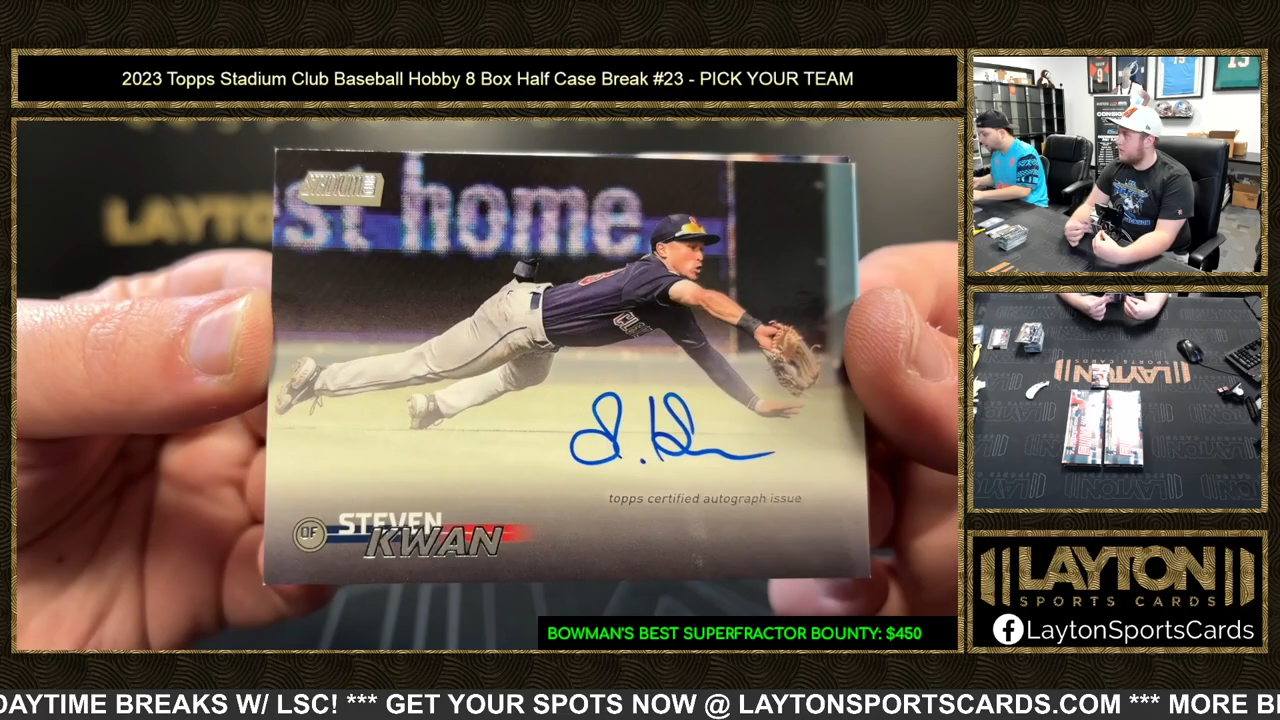 2023 Topps Stadium Club Baseball Hobby 8 Box Half Case Break #23 - PICK YOUR TEAM
LAYTON
st home
topps certified autograph issue
OF
STEVEN
KWAN
BOWMAN'S BEST SUPERFRACTOR BOUNTY: $450
LAYTON
LAYTON
SPORTS CARDS
LaytonSportsCards
DAYTIME BREAKS W/ LSC! *** GET YOUR SPOTS NOW @ LAYTONSPORTSCARDS.COM *** MORE B